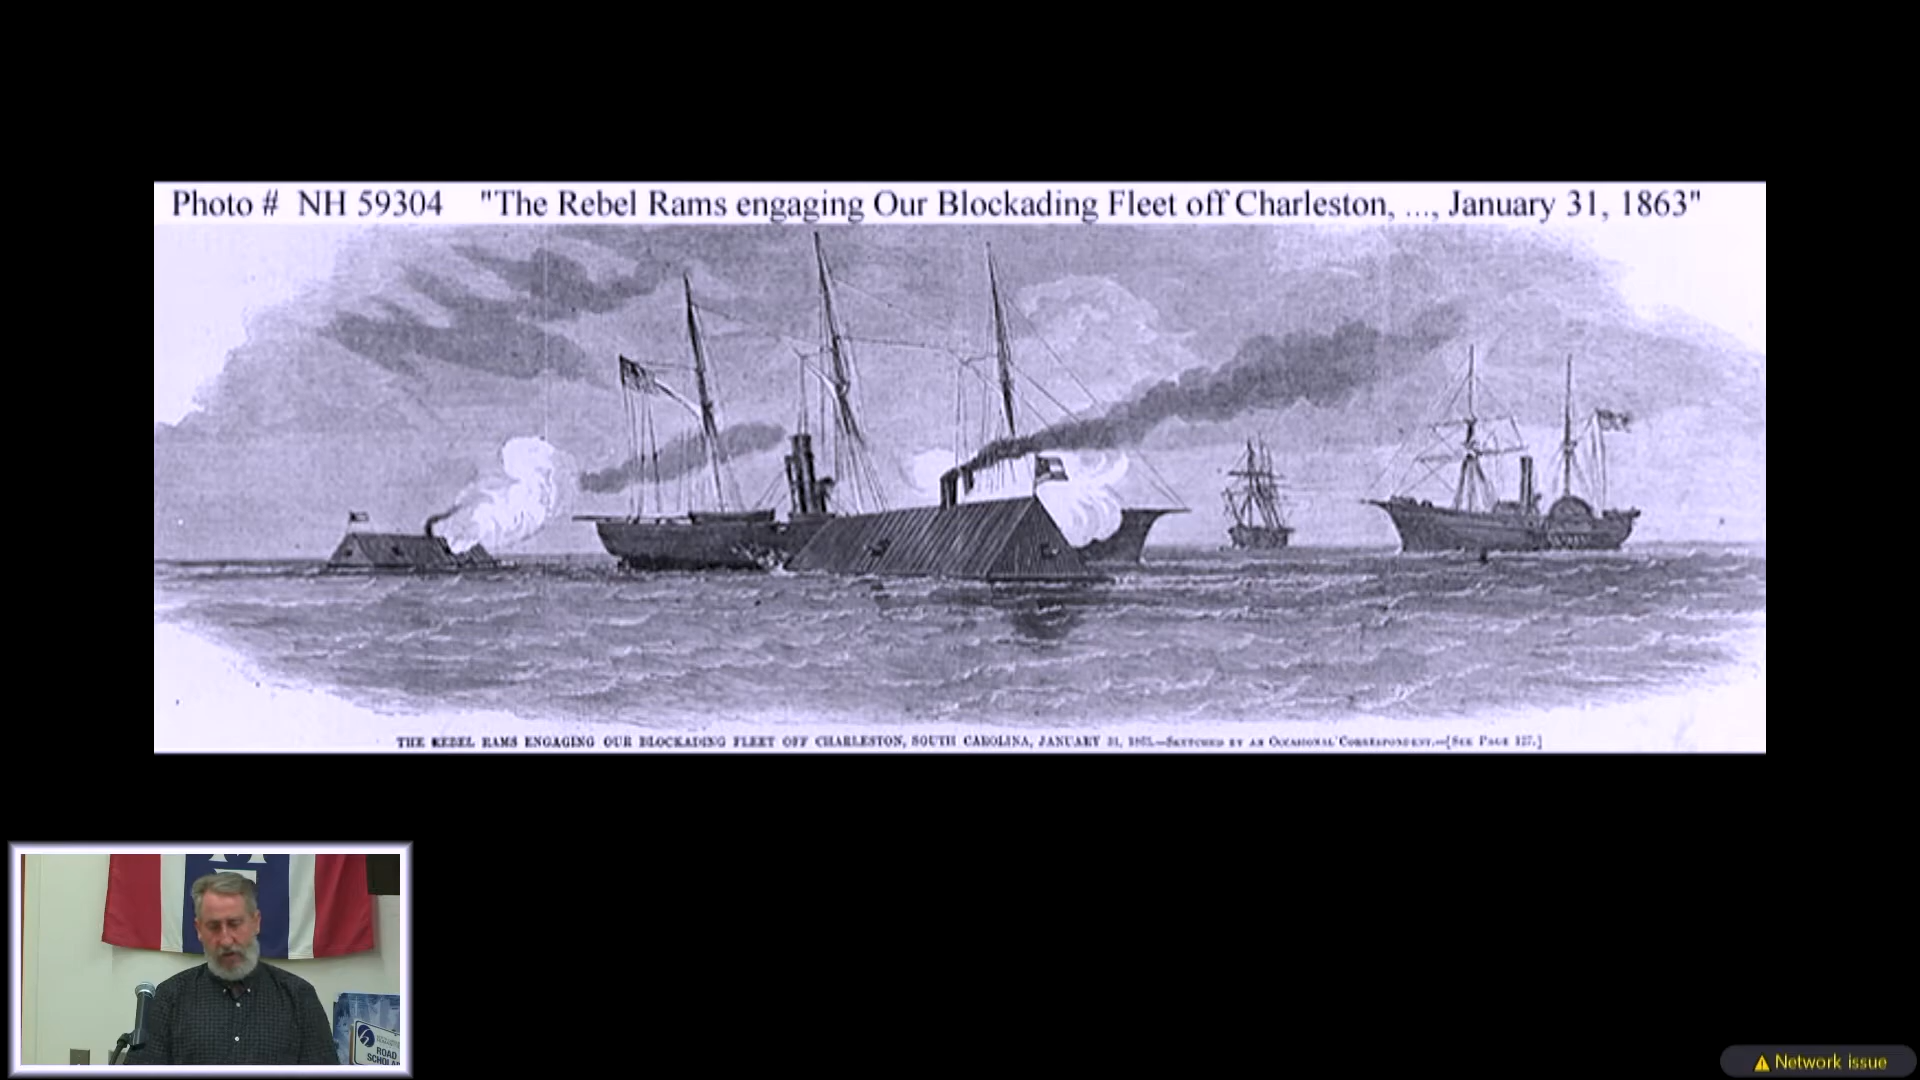 Photo # NH 59304 "The Rebel Rams engaging Our Blockading Fleet off Charleston, ..., January 31, 1863"
THE REBEL RAMS ENGAGING OUR BLOCKADING FLEET OFF CHARLESTON, SOUTH CAROLINA, JANUARY 31, 1863.—SKETCHED BY AN OCCASIONAL CORRESPONDENT.—[SEE PAGE 127.]
ROAD
Network issue